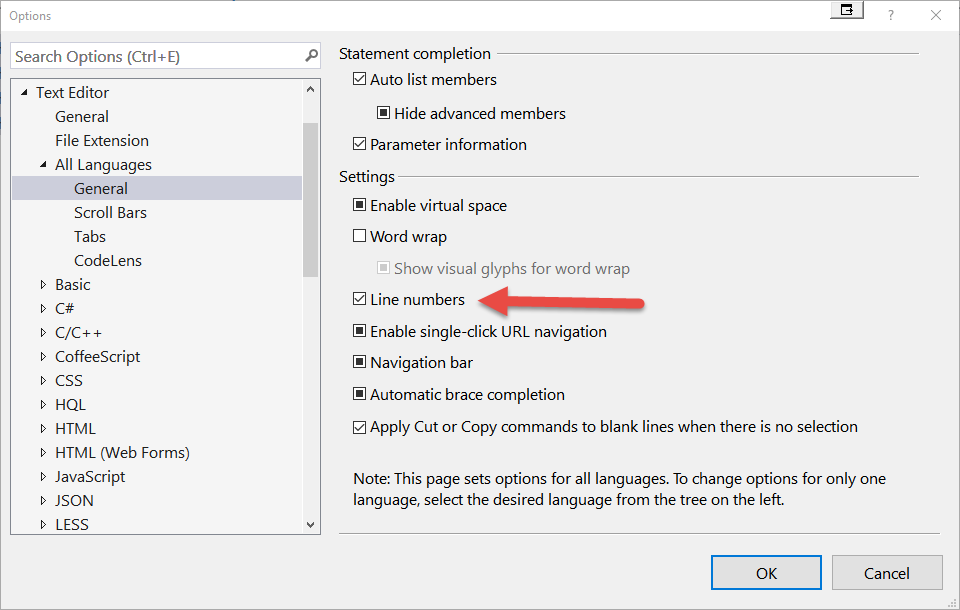 Options
?
Search Options (Ctrl+E)
Text Editor
General
File Extension
All Languages
General
Scroll Bars
Tabs
CodeLens
Basic
C#
C/C++
CoffeeScript
CSS
HQL
HTML
HTML (Web Forms)
JavaScript
JSON
LESS
Statement completion
Auto list members
Hide advanced members
Parameter information
Settings
Enable virtual space
Word wrap
Show visual glyphs for word wrap
Line numbers
Enable single-click URL navigation
Navigation bar
Automatic brace completion
Apply Cut or Copy commands to blank lines when there is no selection
Note: This page sets options for all languages. To change options for only one
language, select the desired language from the tree on the left.
OK
Cancel